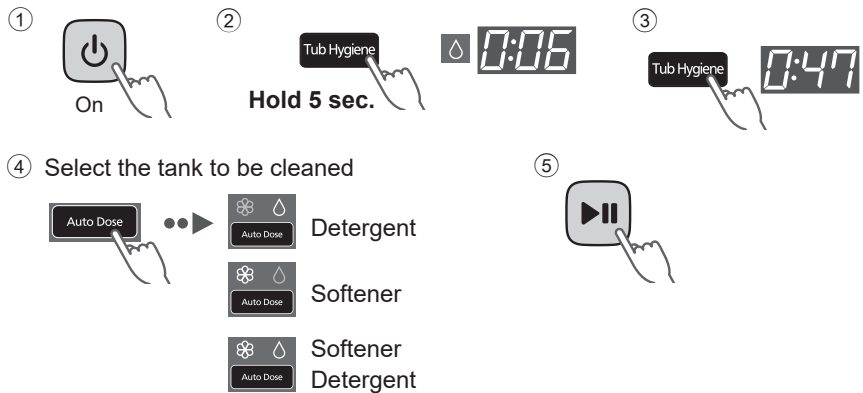 ①
On
②
Tub Hygiene
Hold 5 sec.
0:06
③
Tub Hygiene
0:47
④ Select the tank to be cleaned
Auto Dose
Auto Dose
Detergent
Auto Dose
Softener
Auto Dose
Softener
Detergent
⑤